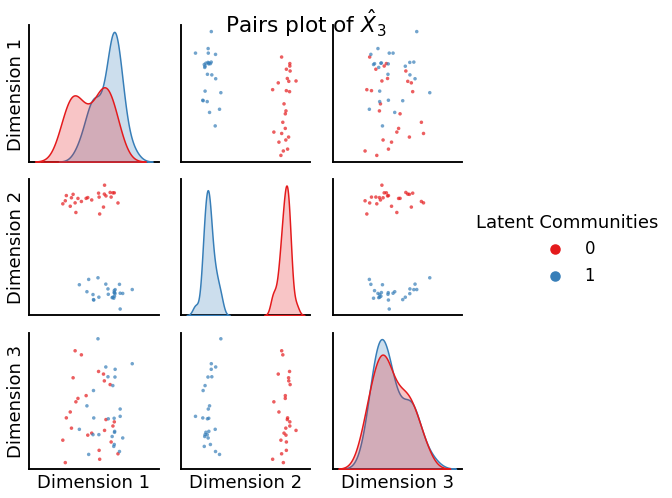 Pairs plot of X̂₃
Dimension 1
Dimension 2
Dimension 3
Latent Communities
0
1
Dimension 1
Dimension 2
Dimension 3